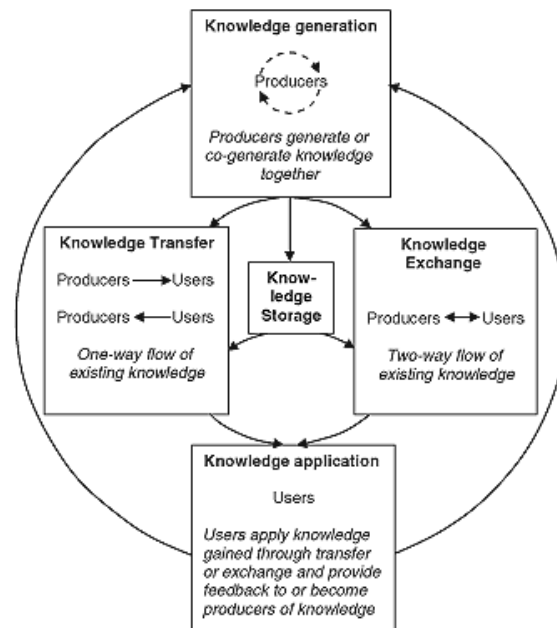 Knowledge generation
Producers
Producers generate or
co-generate knowledge
together
Knowledge Transfer
Producers → Users
Producers ← Users
One-way flow of
existing knowledge
Know-
ledge
Storage
Knowledge
Exchange
Producers ↔ Users
Two-way flow of
existing knowledge
Knowledge application
Users
Users apply knowledge
gained through transfer
or exchange and provide
feedback to or become
producers of knowledge